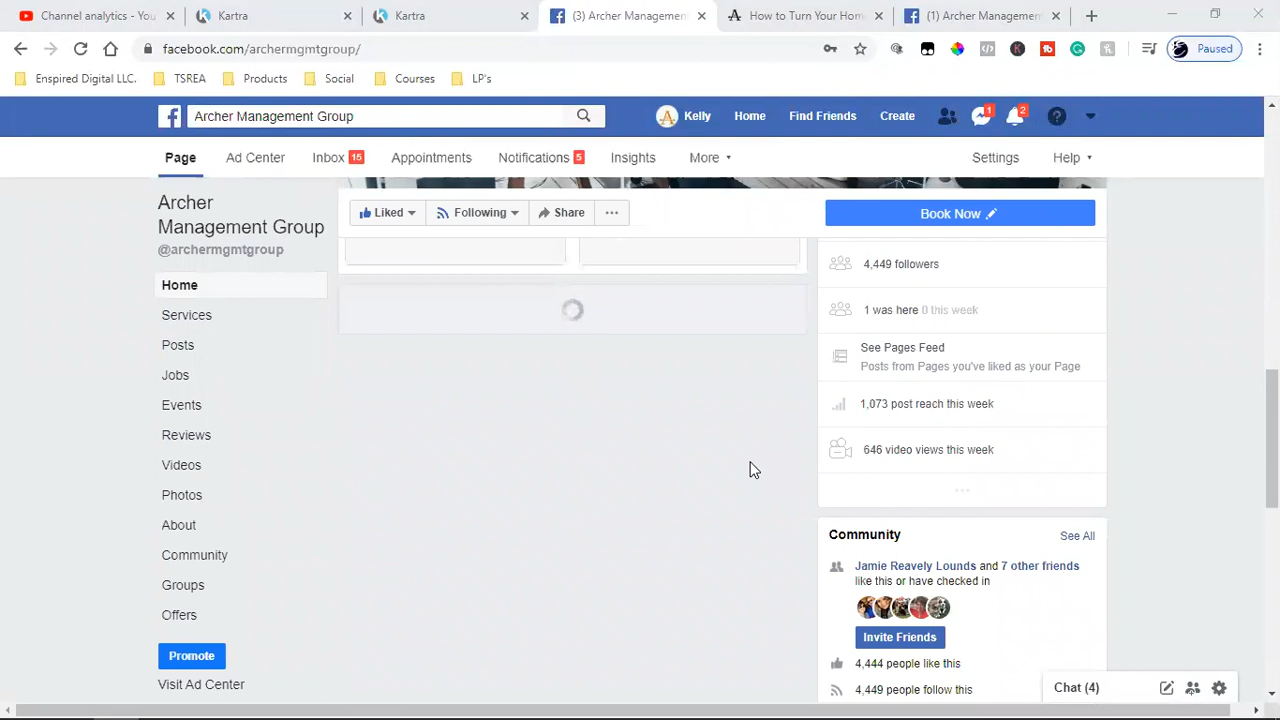 Channel analytics - You
Kartra
Kartra
(3) Archer Management
How to Turn Your Hom
(1) Archer Management
facebook.com/archermgmtgroup/
Paused
Enspired Digital LLC.
TSREA
Products
Social
Courses
LP's
Archer Management Group
Kelly
Home
Find Friends
Create
1
2
Page
Ad Center
Inbox 15
Appointments
Notifications 5
Insights
More
Settings
Help
Archer
Management Group
@archermgmtgroup
Home
Services
Posts
Jobs
Events
Reviews
Videos
Photos
About
Community
Groups
Offers
Promote
Visit Ad Center
Liked
Following
Share
Book Now
4,449 followers
1 was here 0 this week
See Pages Feed
Posts from Pages you've liked as your Page
1,073 post reach this week
646 video views this week
Community
See All
Jamie Reavely Lounds and 7 other friends
like this or have checked in
Invite Friends
4,444 people like this
4,449 people follow this
Chat (4)